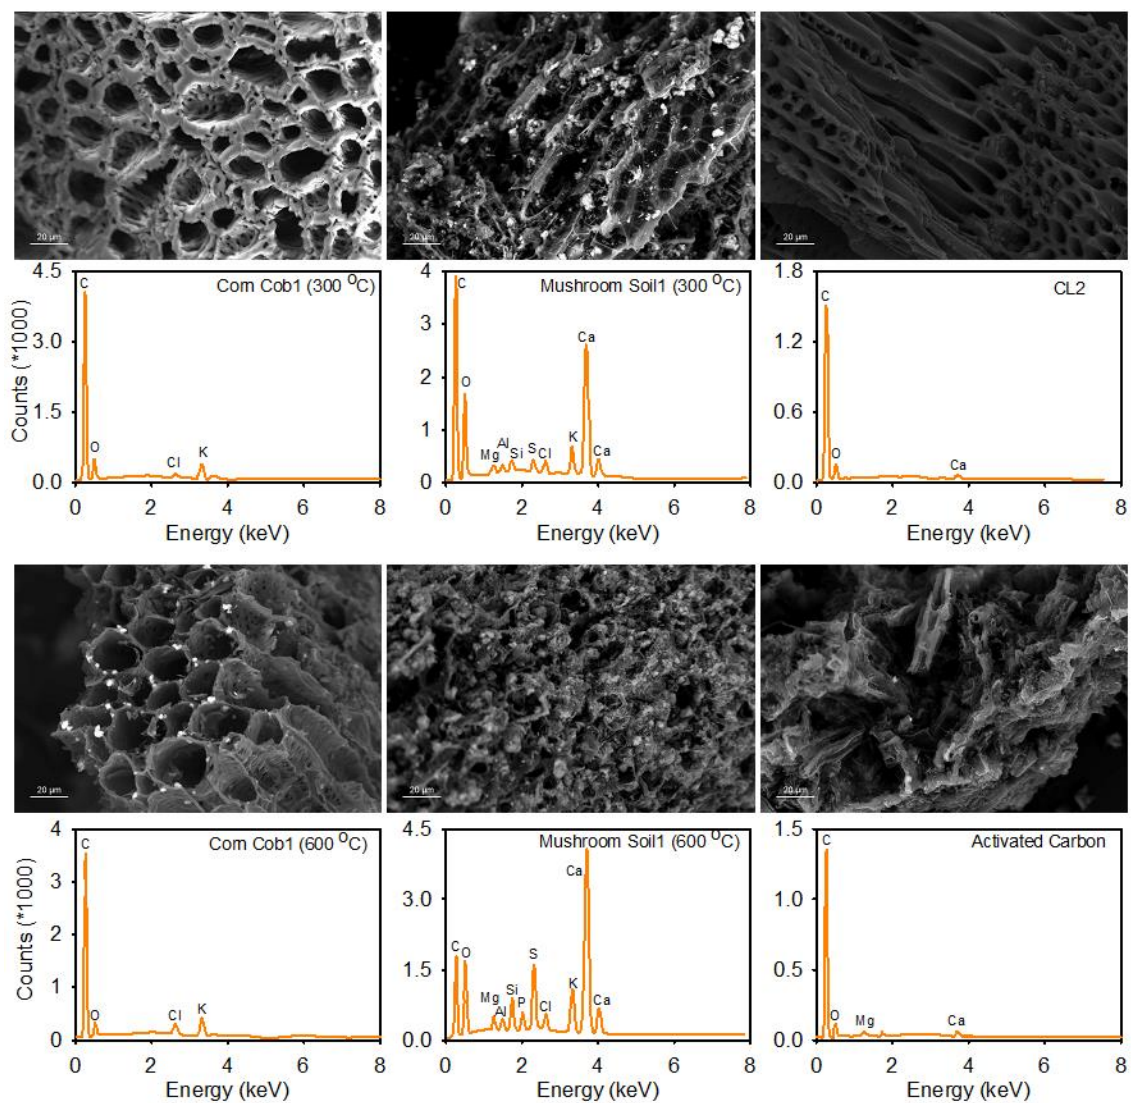 20 µm
20 µm
20 µm
Corn Cob1 (300 ⁰C)
4.5
3.0
1.5
0.0
Counts (*1000)
C
O
Cl
K
0 2 4 6 8
Energy (keV)
Mushroom Soil1 (300 ⁰C)
4
3
2
1
0
C
O
Mg
Al
Si
S
Cl
K
Ca
Ca
0 2 4 6 8
Energy (keV)
CL2
1.8
1.2
0.6
0.0
C
O
Ca
0 2 4 6 8
Energy (keV)
20 µm
20 µm
20 µm
Corn Cob1 (600 ⁰C)
4
3
2
1
0
Counts (*1000)
C
O
Cl
K
0 2 4 6 8
Energy (keV)
Mushroom Soil1 (600 ⁰C)
4.5
3.0
1.5
0.0
C
O
Mg
Al
Si
P
S
Cl
K
Ca
Ca
0 2 4 6 8
Energy (keV)
Activated Carbon
1.5
1.0
0.5
0.0
C
O
Mg
Ca
0 2 4 6 8
Energy (keV)